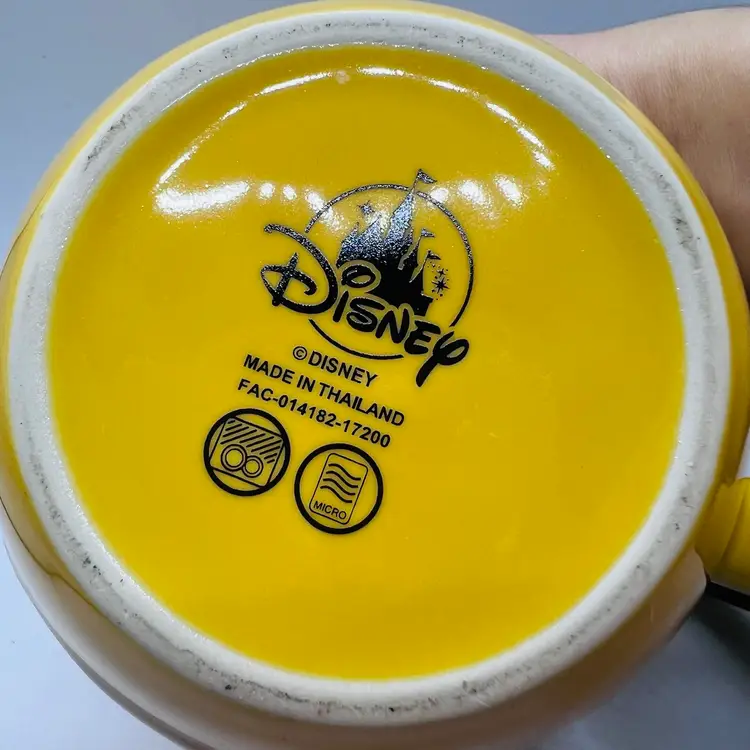 Disney
© DISNEY
MADE IN THAILAND
FAC-014182-17200
MICRO